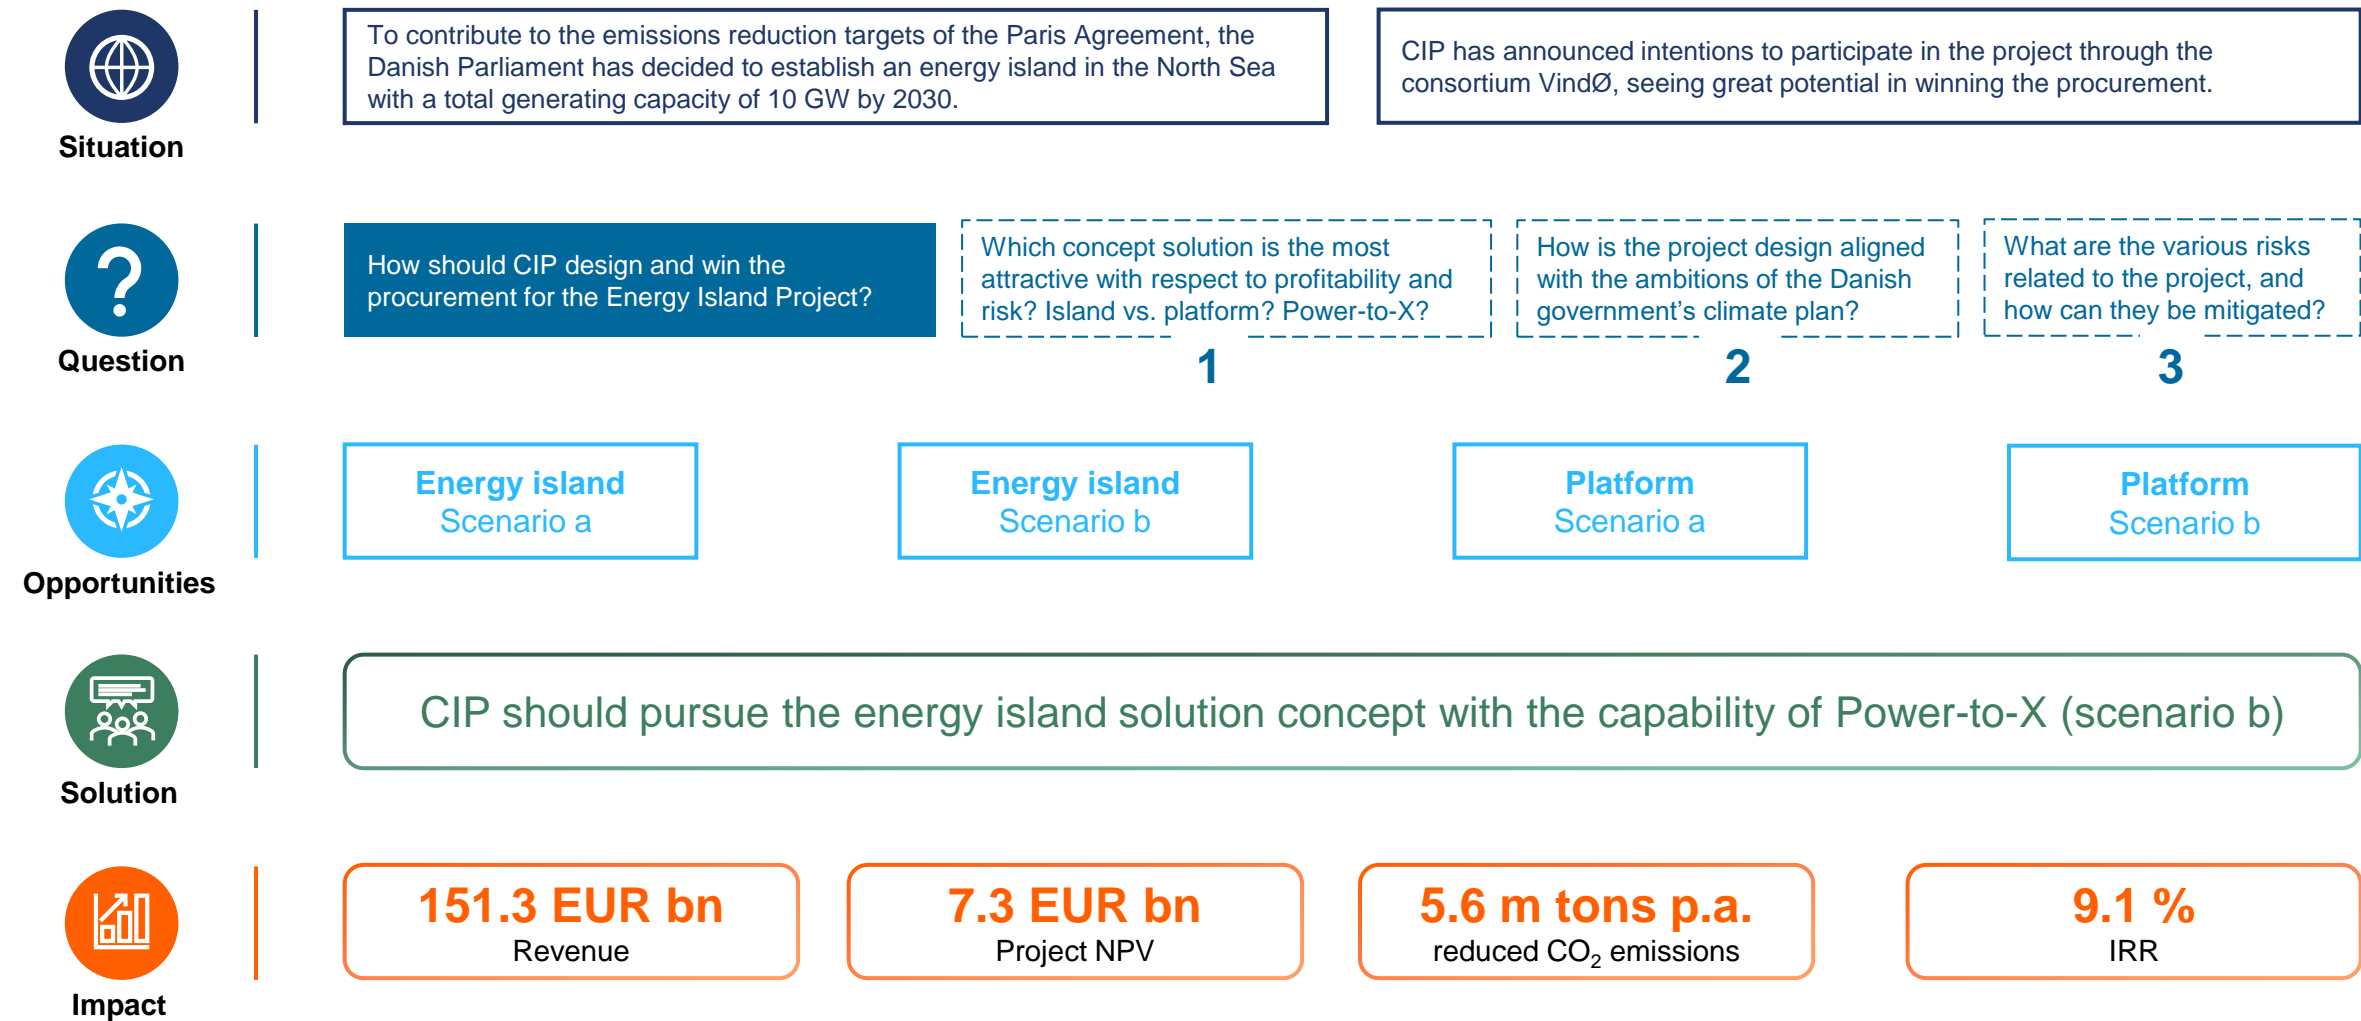 Situation
To contribute to the emissions reduction targets of the Paris Agreement, the
Danish Parliament has decided to establish an energy island in the North Sea
with a total generating capacity of 10 GW by 2030.
CIP has announced intentions to participate in the project through the
consortium VindØ, seeing great potential in winning the procurement.
Question
How should CIP design and win the
procurement for the Energy Island Project?
Which concept solution is the most
attractive with respect to profitability and
risk? Island vs. platform? Power-to-X?
1
How is the project design aligned
with the ambitions of the Danish
government’s climate plan?
2
What are the various risks
related to the project, and
how can they be mitigated?
3
Opportunities
Energy island
Scenario a
Energy island
Scenario b
Platform
Scenario a
Platform
Scenario b
Solution
CIP should pursue the energy island solution concept with the capability of Power-to-X (scenario b)
Impact
151.3 EUR bn
Revenue
7.3 EUR bn
Project NPV
5.6 m tons p.a.
reduced CO₂ emissions
9.1 %
IRR